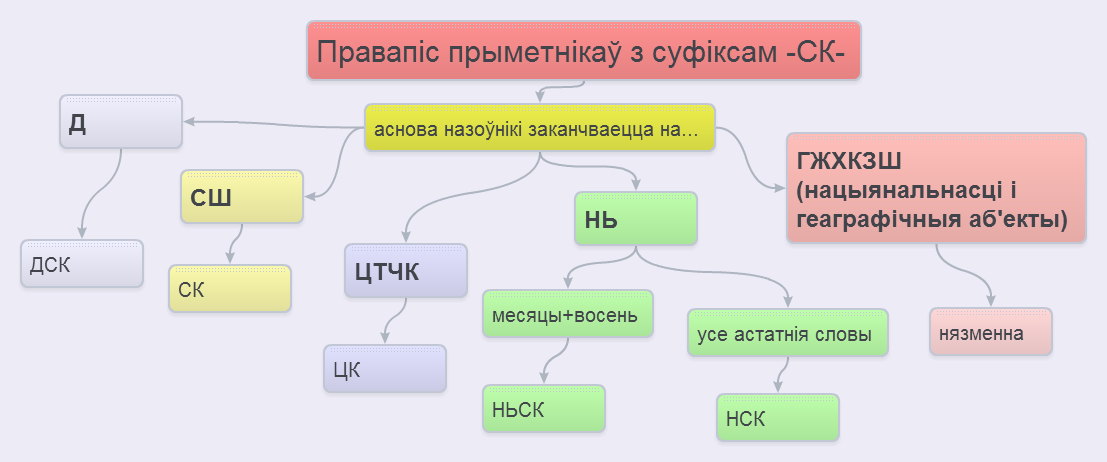 Правапіс прыметнікаў з суфіксам -СК-
аснова назоўнікі заканчваецца на...
Д
ДСК
СШ
СК
ЦТЧК
ЦК
НЬ
месяцы+восень
НЬСК
усе астатнія словы
НСК
ГЖХКЗШ
(нацыянальнасці і
геаграфічныя аб'екты)
нязменна